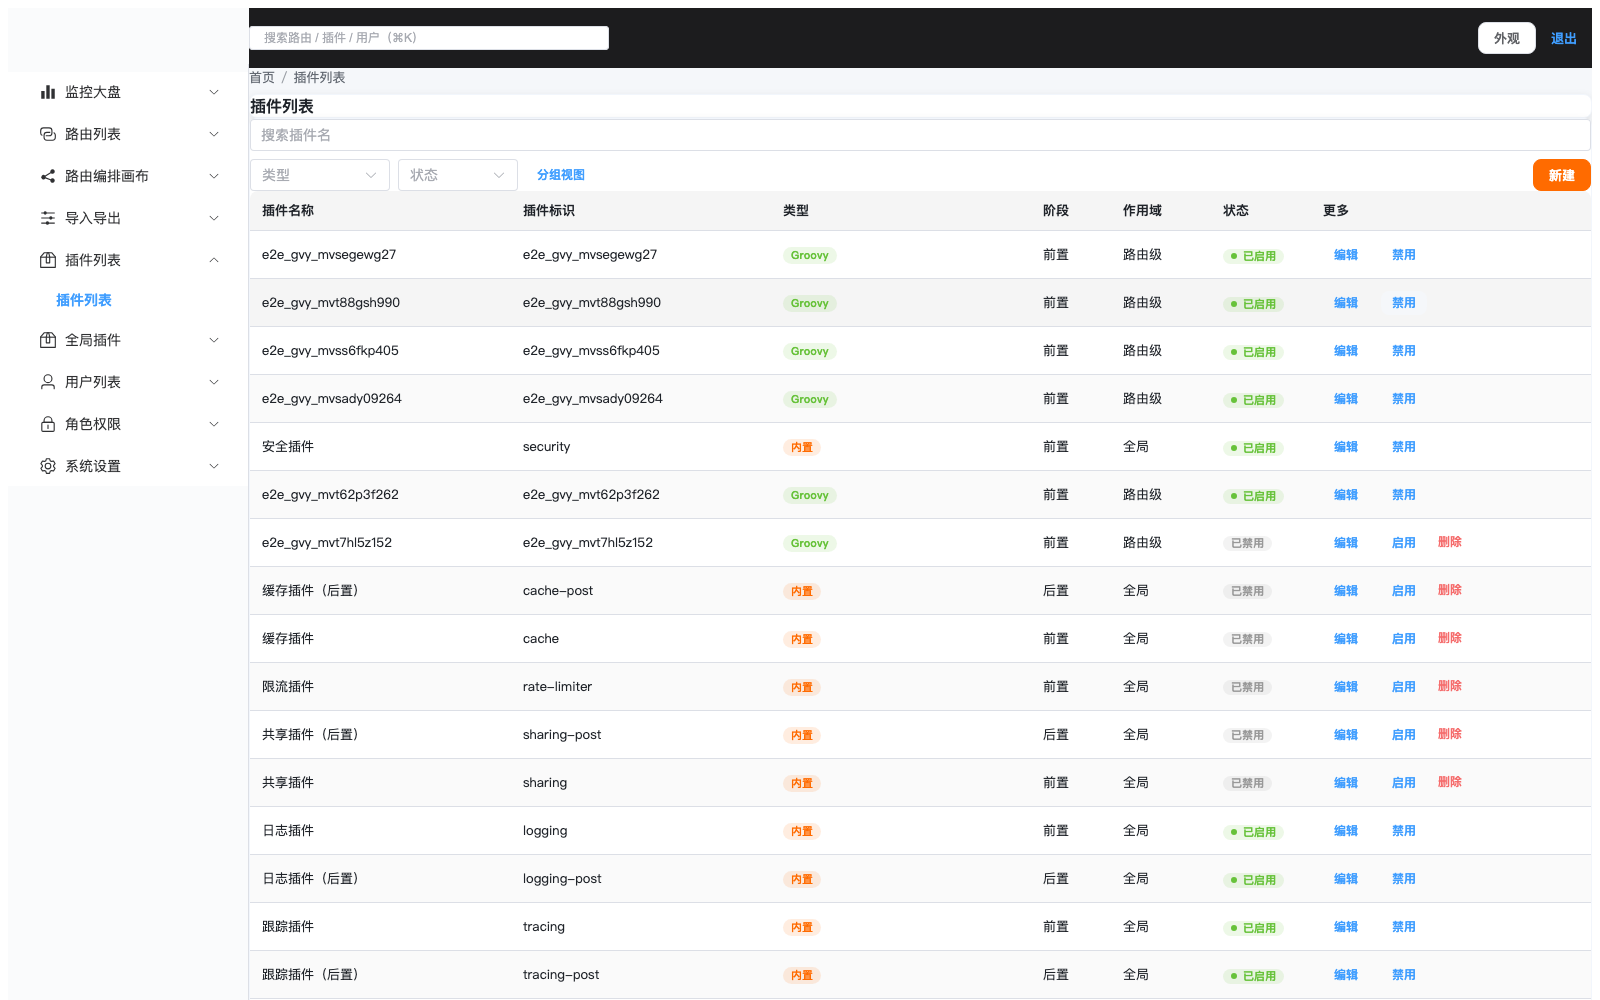 搜索路由 / 插件 / 用户（⌘K）
外观
退出
监控大盘
路由列表
路由编排画布
导入导出
插件列表
插件列表
全局插件
用户列表
角色权限
系统设置
首页 / 插件列表
插件列表
搜索插件名
类型 状态 分组视图 新建
插件名称 插件标识 类型 阶段 作用域 状态 更多
e2e_gvy_mvsegewg27 e2e_gvy_mvsegewg27 Groovy 前置 路由级 已启用 编辑 禁用
e2e_gvy_mvt88gsh990 e2e_gvy_mvt88gsh990 Groovy 前置 路由级 已启用 编辑 禁用
e2e_gvy_mvss6fkp405 e2e_gvy_mvss6fkp405 Groovy 前置 路由级 已启用 编辑 禁用
e2e_gvy_mvsady09264 e2e_gvy_mvsady09264 Groovy 前置 路由级 已启用 编辑 禁用
安全插件 security 内置 前置 全局 已启用 编辑 禁用
e2e_gvy_mvt62p3f262 e2e_gvy_mvt62p3f262 Groovy 前置 路由级 已启用 编辑 禁用
e2e_gvy_mvt7hl5z152 e2e_gvy_mvt7hl5z152 Groovy 前置 路由级 已禁用 编辑 启用 删除
缓存插件（后置） cache-post 内置 后置 全局 已禁用 编辑 启用 删除
缓存插件 cache 内置 前置 全局 已禁用 编辑 启用 删除
限流插件 rate-limiter 内置 前置 全局 已禁用 编辑 启用 删除
共享插件（后置） sharing-post 内置 后置 全局 已禁用 编辑 启用 删除
共享插件 sharing 内置 前置 全局 已禁用 编辑 启用 删除
日志插件 logging 内置 前置 全局 已启用 编辑 禁用
日志插件（后置） logging-post 内置 后置 全局 已启用 编辑 禁用
跟踪插件 tracing 内置 前置 全局 已启用 编辑 禁用
跟踪插件（后置） tracing-post 内置 后置 全局 已启用 编辑 禁用